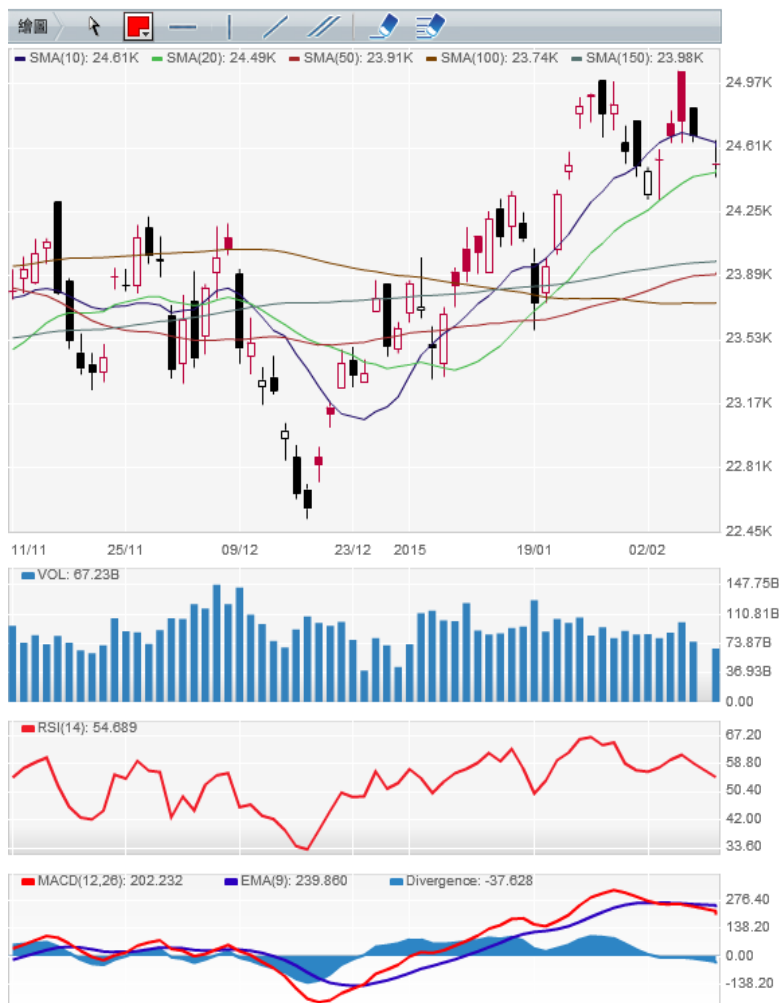 繪圖
SMA(10): 24.61K SMA(20): 24.49K SMA(50): 23.91K SMA(100): 23.74K SMA(150): 23.98K
24.97K
24.61K
24.25K
23.89K
23.53K
23.17K
22.81K
22.45K
11/11 25/11 09/12 23/12 2015 19/01 02/02
VOL: 67.23B
147.75B
110.81B
73.87B
36.93B
0.00
RSI(14): 54.689
67.20
58.80
50.40
42.00
33.60
MACD(12,26): 202.232 EMA(9): 239.860 Divergence: -37.628
276.40
138.20
0.00
-138.20